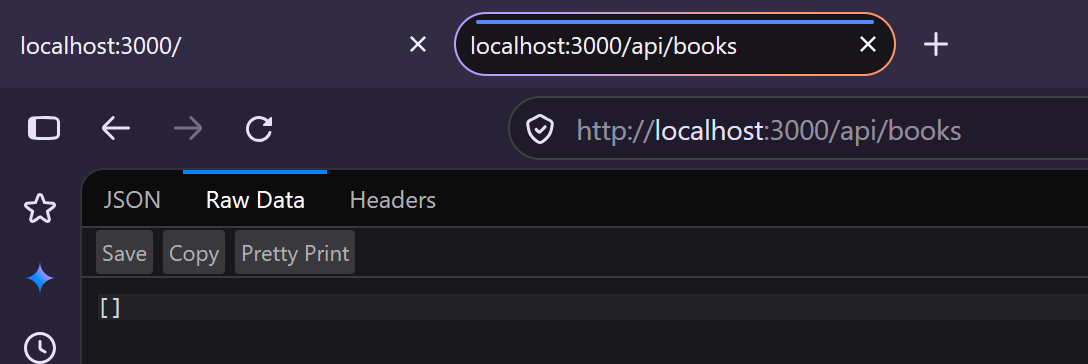 localhost:3000/
localhost:3000/api/books
http://localhost:3000/api/books
JSON Raw Data Headers
Save Copy Pretty Print
[]